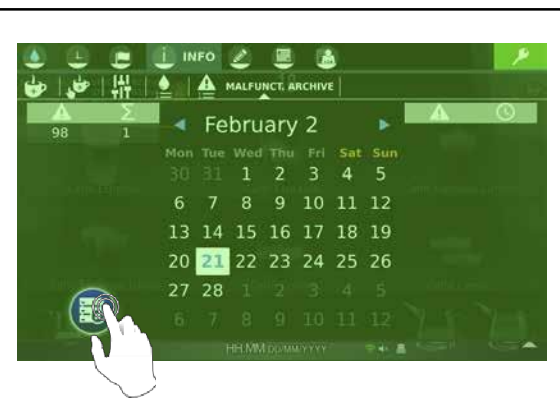 INFO
MALFUNCT. ARCHIVE
Σ
98 1
February 2
Mon Tue Wed Thu Fri Sat Sun
30 31 1 2 3 4 5
6 7 8 9 10 11 12
13 14 15 16 17 18 19
20 21 22 23 24 25 26
27 28 1 2 3 4 5
6 7 8 9 10 11 12
HH.MM DD/MM/YYYY